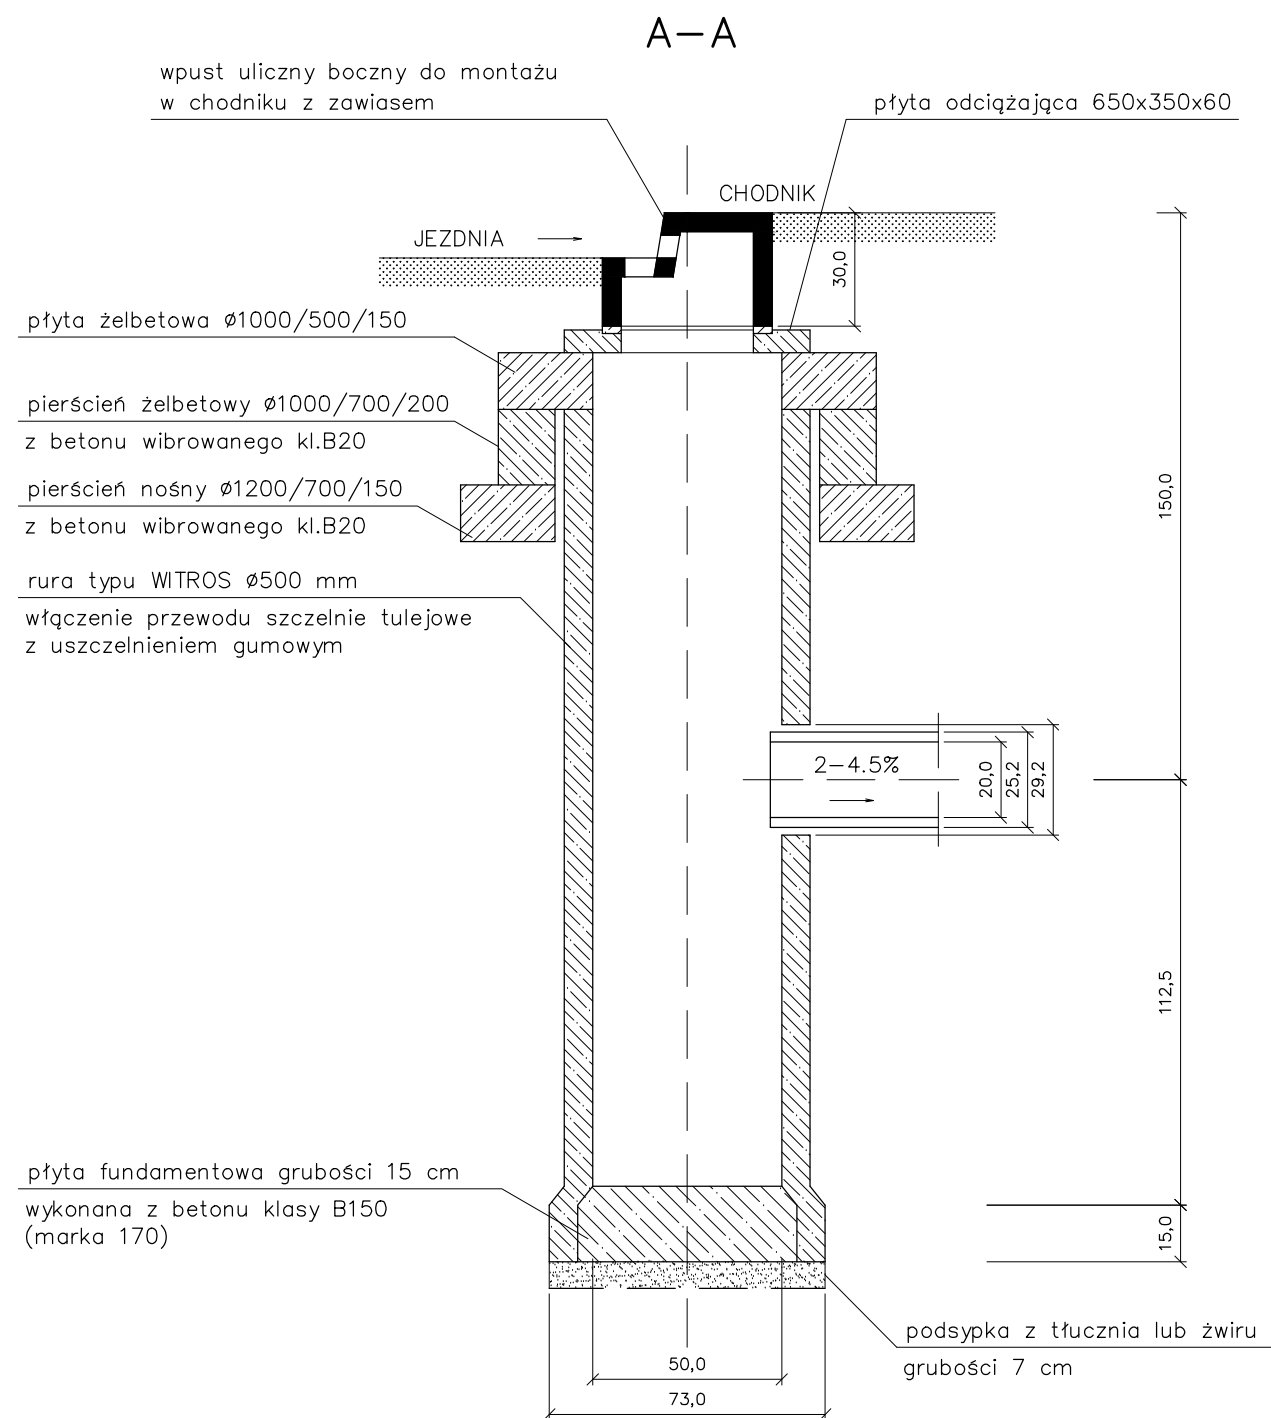 A-A
wpust uliczny boczny do montażu
w chodniku z zawiasem
płyta odciążająca 650x350x60
CHODNIK
JEZDNIA
30,0
płyta żelbetowa ø1000/500/150
pierścień żelbetowy ø1000/700/200
z betonu wibrowanego kl.B20
pierścień nośny ø1200/700/150
z betonu wibrowanego kl.B20
150,0
rura typu WITROS ø500 mm
włączenie przewodu szczelnie tulejowe
z uszczelnieniem gumowym
2-4.5%
20,0
25,2
29,2
112,5
płyta fundamentowa grubości 15 cm
wykonana z betonu klasy B150
(marka 170)
15,0
podsypka z tłucznia lub żwiru
grubości 7 cm
50,0
73,0